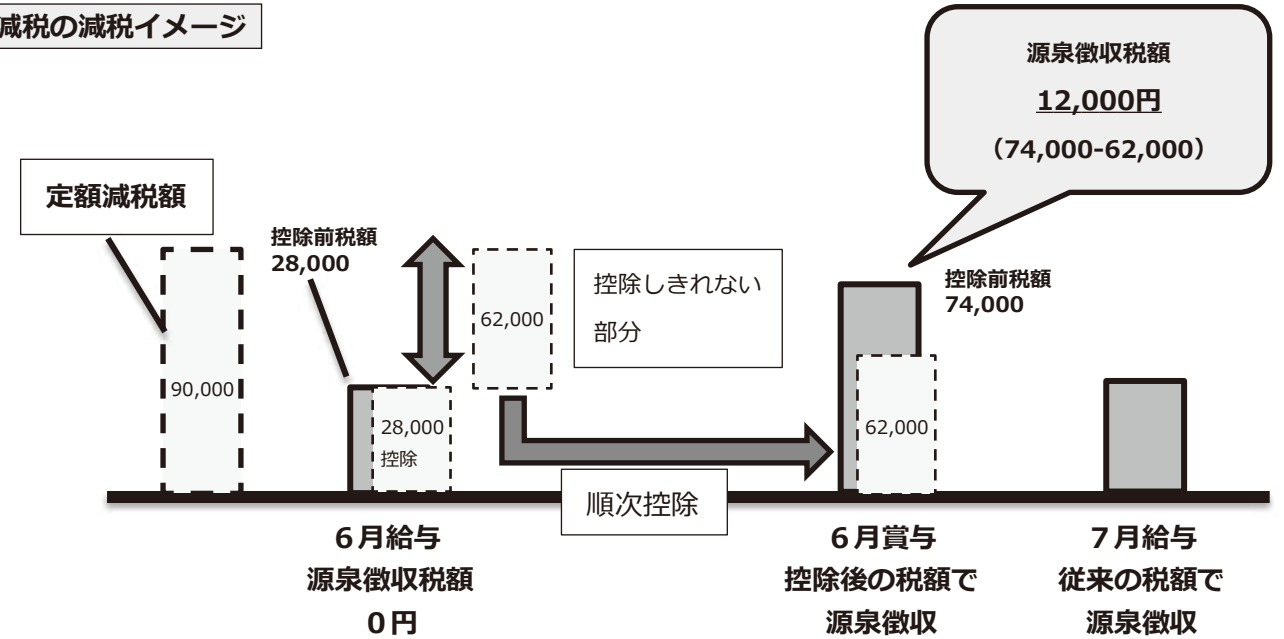 減税の減税イメージ
源泉徴収税額
12,000円
（74,000-62,000）
定額減税額
控除前税額
28,000
控除しきれない
部分
62,000
控除前税額
74,000
90,000
28,000
控除
62,000
順次控除
６月給与
源泉徴収税額
０円
６月賞与
控除後の税額で
源泉徴収
７月給与
従来の税額で
源泉徴収